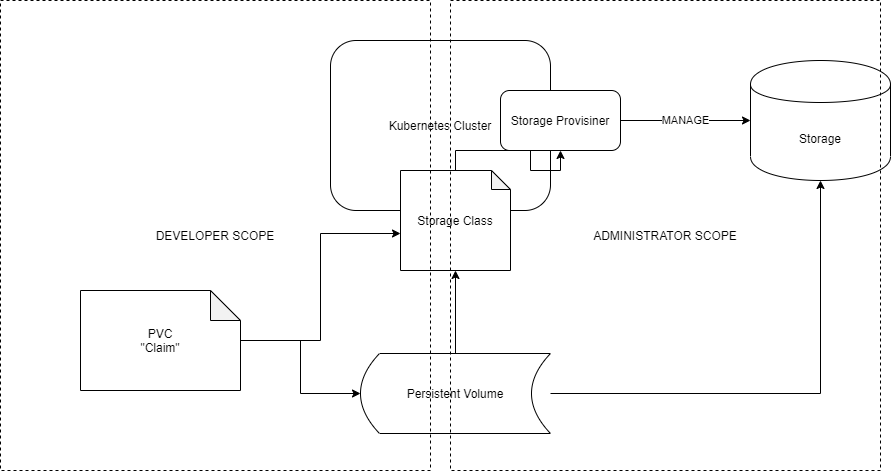 Kubernetes Cluster
Storage Provisiner
MANAGE
Storage
Storage Class
DEVELOPER SCOPE
ADMINISTRATOR SCOPE
PVC
"Claim"
Persistent Volume